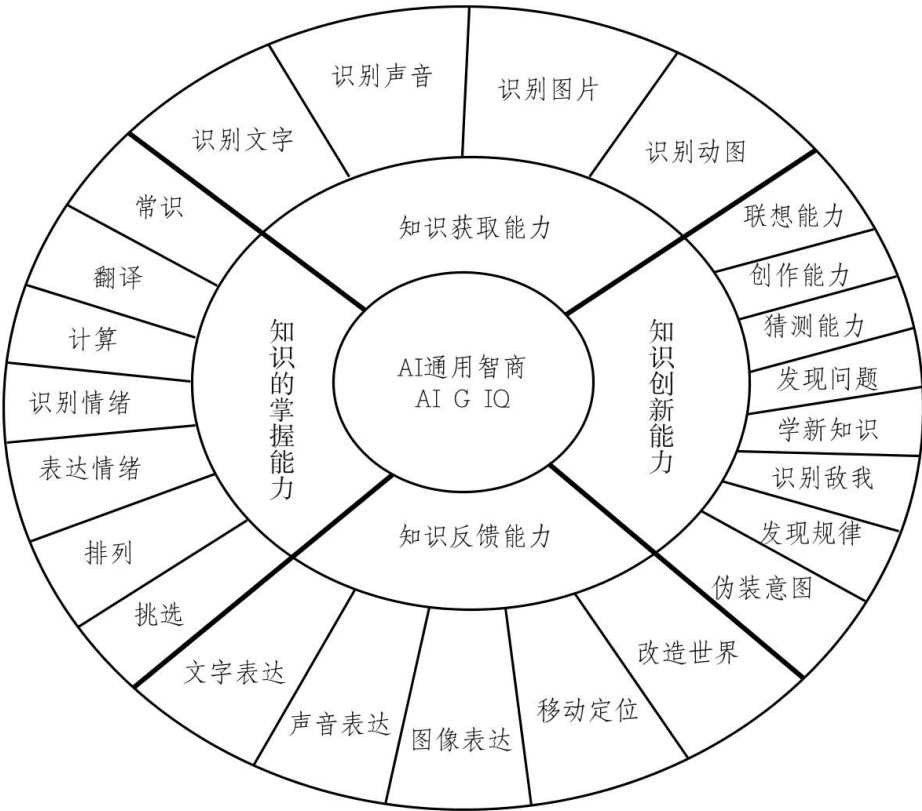 识别文字
识别声音
识别图片
识别动图
知识获取能力
常识
翻译
计算
识别情绪
表达情绪
排列
挑选
知识的掌握能力
AI通用智商
AI G IQ
知识创新能力
联想能力
创作能力
猜测能力
发现问题
学新知识
识别敌我
发现规律
伪装意图
知识反馈能力
文字表达
声音表达
图像表达
移动定位
改造世界